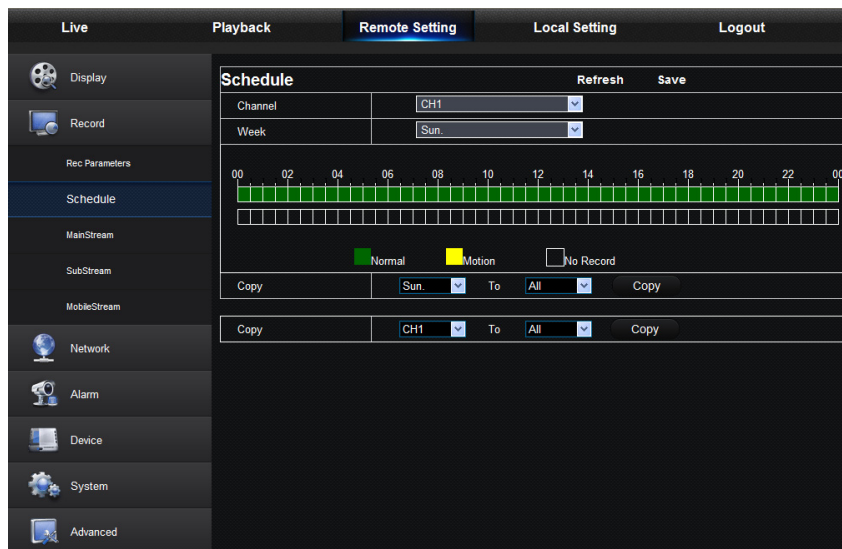 Live Playback Remote Setting Local Setting Logout
Display
Record
Rec Parameters
Schedule
MainStream
SubStream
MobileStream
Network
Alarm
Device
System
Advanced
Schedule Refresh Save
Channel CH1
Week Sun.
00 02 04 06 08 10 12 14 16 18 20 22 00
Normal Motion No Record
Copy Sun. To All Copy
Copy CH1 To All Copy